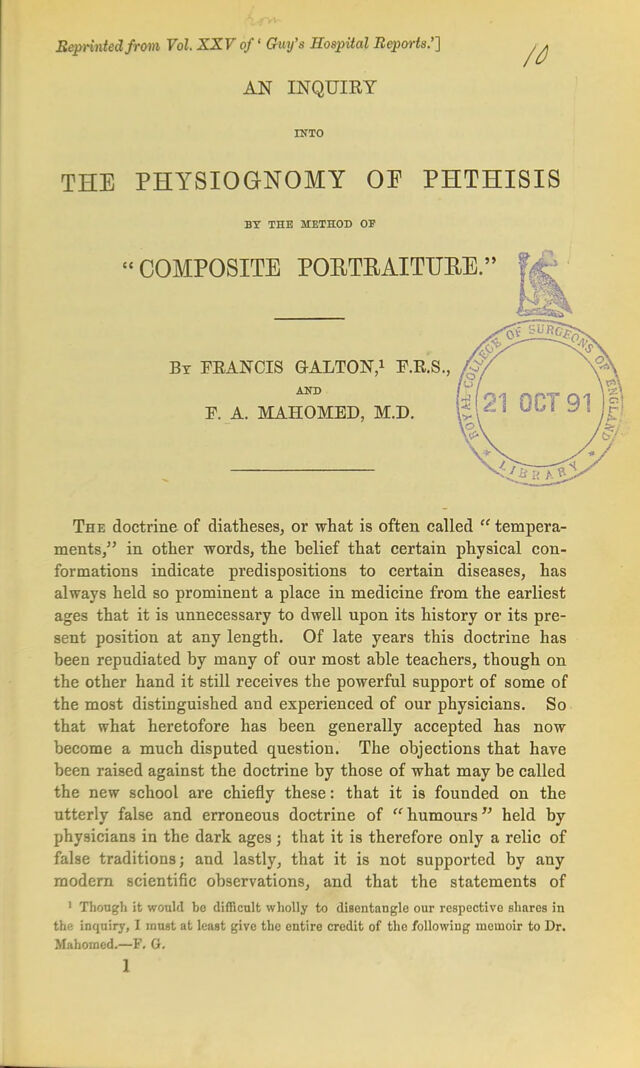 from
Reprinted from Vol. XXV of ‘ Guy's Hospital Reports.’]
10
AN INQUIRY
INTO
THE PHYSIOGNOMY OF PHTHISIS
BY THE METHOD OF
“COMPOSITE PORTRAITURE.”
By FRANCIS GALTON,¹ F.R.S.,
AND
F. A. MAHOMED, M.D.
ROYAL COLLEGE OF SURGEONS OF ENGLAND
21 OCT 91
* LIBRARY *
The doctrine of diatheses, or what is often called “ tempera-
ments,” in other words, the belief that certain physical con-
formations indicate predispositions to certain diseases, has
always held so prominent a place in medicine from the earliest
ages that it is unnecessary to dwell upon its history or its pre-
sent position at any length. Of late years this doctrine has
been repudiated by many of our most able teachers, though on
the other hand it still receives the powerful support of some of
the most distinguished and experienced of our physicians. So
that what heretofore has been generally accepted has now
become a much disputed question. The objections that have
been raised against the doctrine by those of what may be called
the new school are chiefly these: that it is founded on the
utterly false and erroneous doctrine of “humours” held by
physicians in the dark ages ; that it is therefore only a relic of
false traditions; and lastly, that it is not supported by any
modern scientific observations, and that the statements of
¹ Though it would be difficult wholly to disentangle our respective shares in
the inquiry, I must at least give the entire credit of the following memoir to Dr.
Mahomed.—F. G.
1